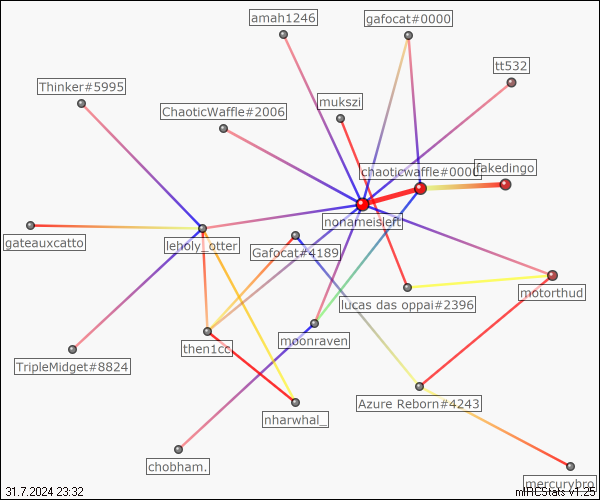 amah1246
gafocat#0000
tt532
Thinker#5995
mukszi
ChaoticWaffle#2006
chaoticwaffle#0000
fakedingo
nonameisleft
gateauxcatto
leholy_otter
Gafocat#4189
motorthud
lucas das oppai#2396
moonraven
then1cc
TripleMidget#8824
Azure Reborn#4243
nharwhal_
chobham.
mercurybro
31.7.2024 23:32
mIRCStats v1.25